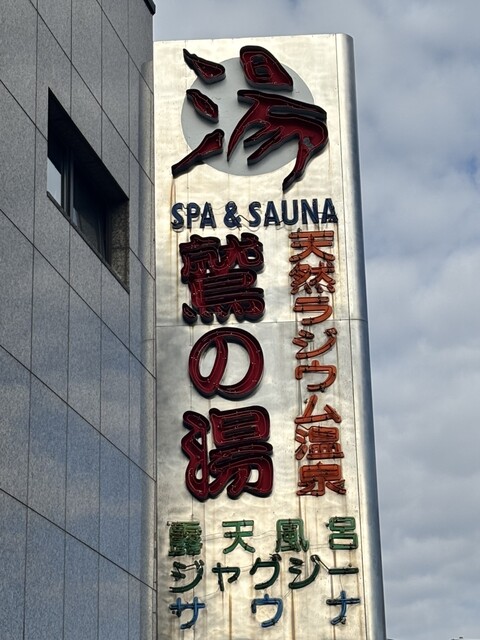 湯
SPA & SAUNA
鷲の湯
天然ラジウム温泉
露天風呂
ジャグジー
サウナ